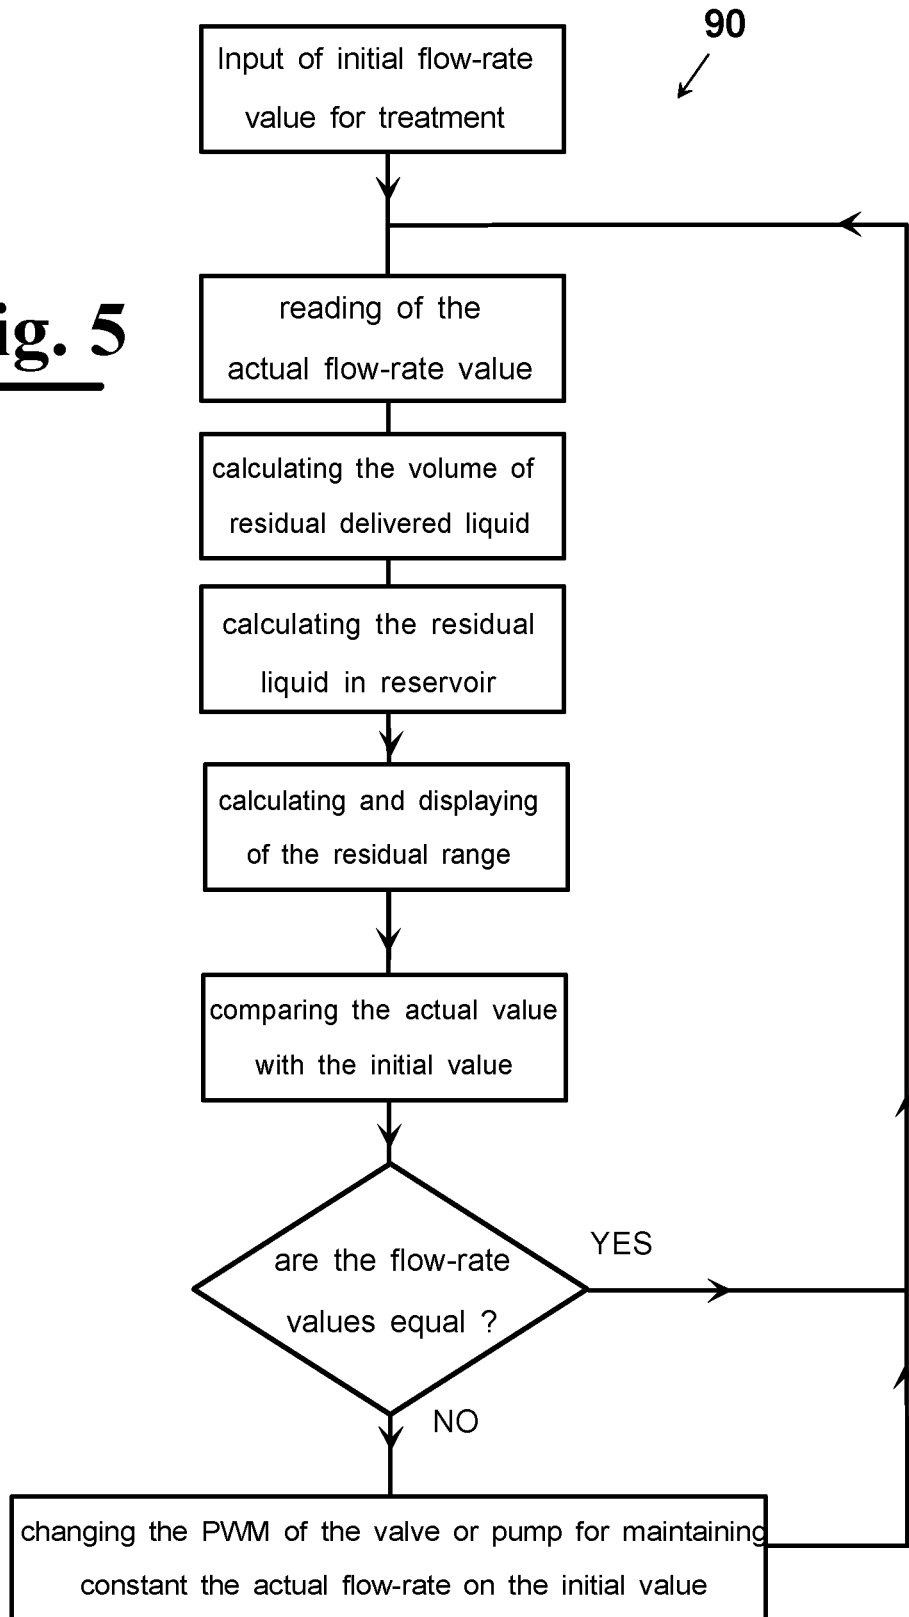 90
Input of initial flow-rate
value for treatment
ig. 5
reading of the
actual flow-rate value
calculating the volume of
residual delivered liquid
calculating the residual
liquid in reservoir
calculating and displaying
of the residual range
comparing the actual value
with the initial value
are the flow-rate
values equal ?
YES
NO
changing the PWM of the valve or pump for maintaining
constant the actual flow-rate on the initial value